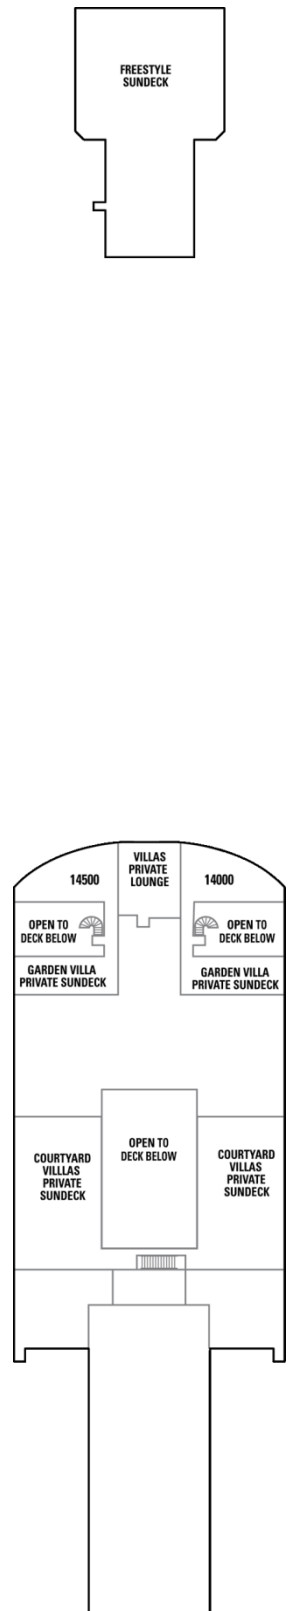 FREESTYLE
SUNDECK
VILLAS
PRIVATE
LOUNGE
14500
14000
OPEN TO
DECK BELOW
OPEN TO
DECK BELOW
GARDEN VILLA
PRIVATE SUNDECK
GARDEN VILLA
PRIVATE SUNDECK
OPEN TO
DECK BELOW
COURTYARD
VILLLAS
PRIVATE
SUNDECK
COURTYARD
VILLAS
PRIVATE
SUNDECK